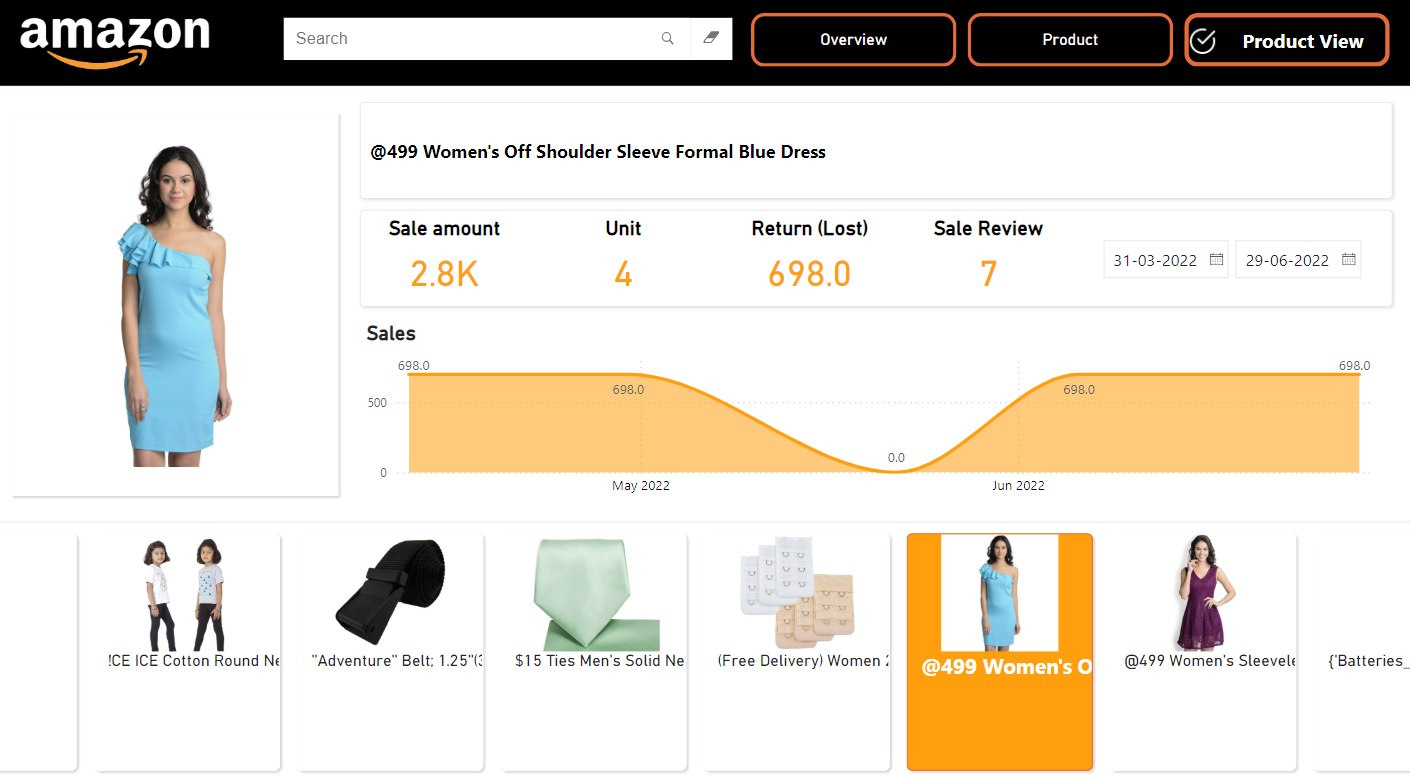 amazon
Search
Overview
Product
Product View
@499 Women's Off Shoulder Sleeve Formal Blue Dress
Sale amount
Unit
Return (Lost)
Sale Review
2.8K
4
698.0
7
31-03-2022
29-06-2022
Sales
698.0
698.0
698.0
698.0
500
0.0
0
May 2022
Jun 2022
!CE ICE Cotton Round Ne
"Adventure" Belt; 1.25"(3
$15 Ties Men's Solid Ne
(Free Delivery) Women 2
@499 Women's O
@499 Women's Sleevele
{'Batteries_